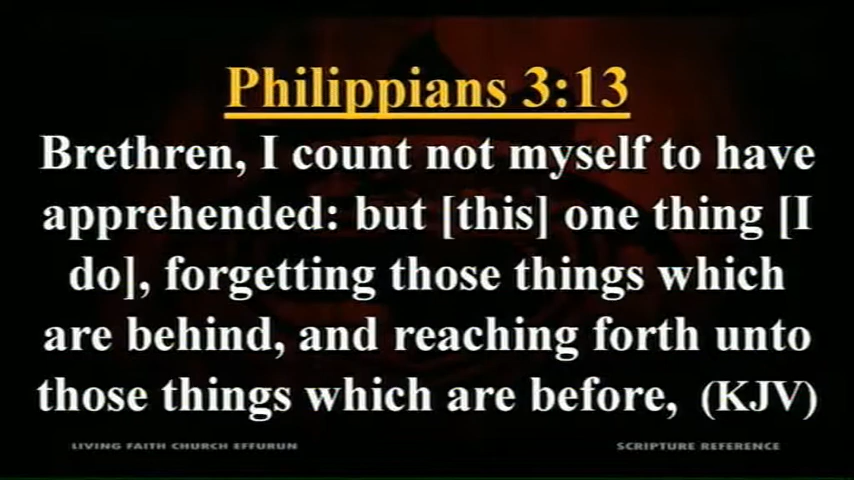 Philippians 3:13
Brethren, I count not myself to have
apprehended: but [this] one thing [I
do], forgetting those things which
are behind, and reaching forth unto
those things which are before, (KJV)
LIVING FAITH CHURCH EFFURUN
SCRIPTURE REFERENCE